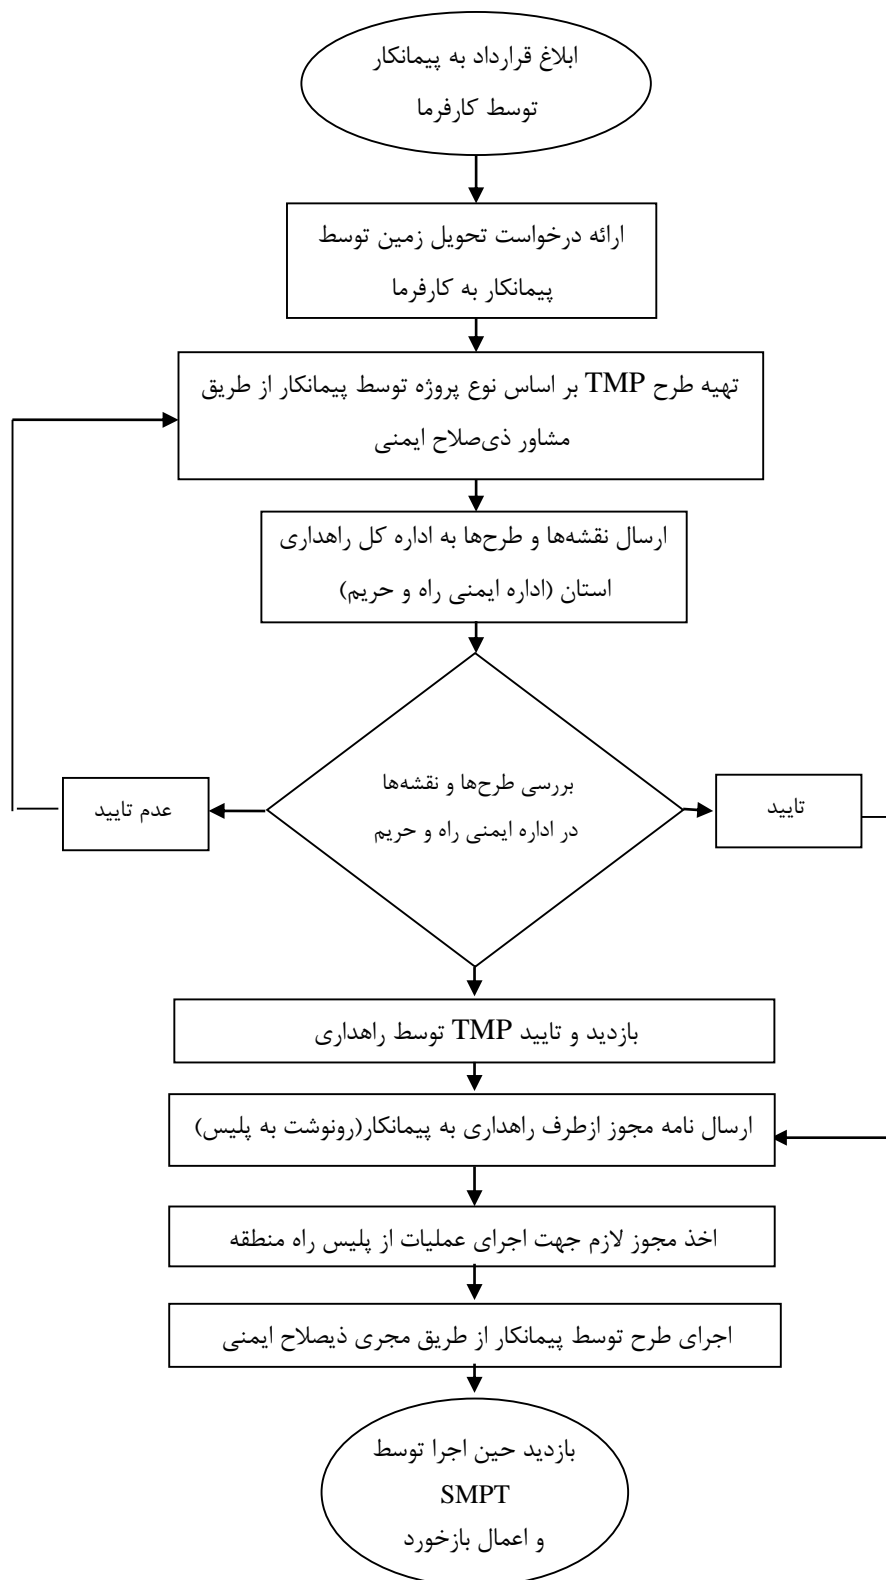 ابلاغ قرارداد به پیمانکار
توسط کارفرما
ارائه درخواست تحویل زمین توسط
پیمانکار به کارفرما
تهیه طرح TMP بر اساس نوع پروژه توسط پیمانکار از طریق
مشاور ذی‌صلاح ایمنی
ارسال نقشه‌ها و طرح‌ها به اداره کل راهداری
استان (اداره ایمنی راه و حریم)
بررسی طرح‌ها و نقشه‌ها
در اداره ایمنی راه و حریم
تایید
عدم تایید
بازدید و تایید TMP توسط راهداری
ارسال نامه مجوز ازطرف راهداری به پیمانکار(رونوشت به پلیس)
اخذ مجوز لازم جهت اجرای عملیات از پلیس راه منطقه
اجرای طرح توسط پیمانکار از طریق مجری ذیصلاح ایمنی
بازدید حین اجرا توسط
SMPT
و اعمال بازخورد